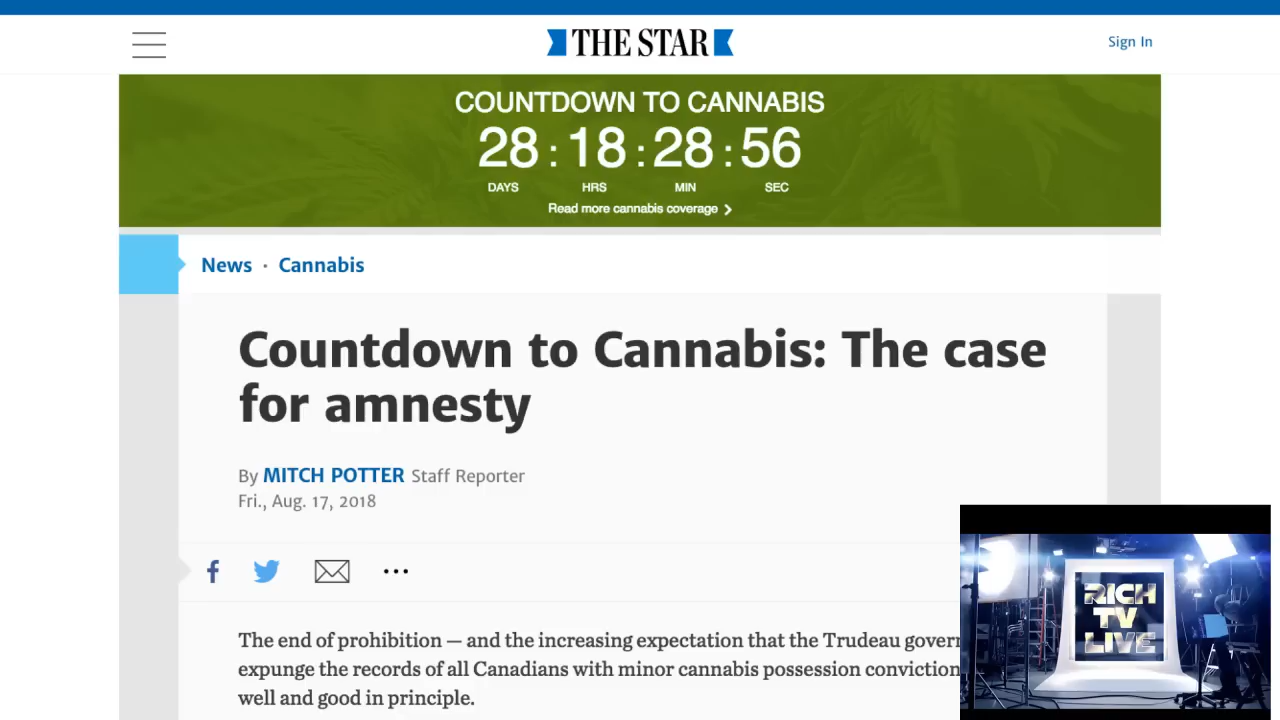 THE STAR
Sign In
COUNTDOWN TO CANNABIS
28 : 18 : 28 : 56
DAYS HRS MIN SEC
Read more cannabis coverage
News · Cannabis
Countdown to Cannabis: The case
for amnesty
By MITCH POTTER Staff Reporter
Fri., Aug. 17, 2018
The end of prohibition — and the increasing expectation that the Trudeau
expunge the records of all Canadians with minor cannabis possession
well and good in principle.
RICH
TV
LIVE